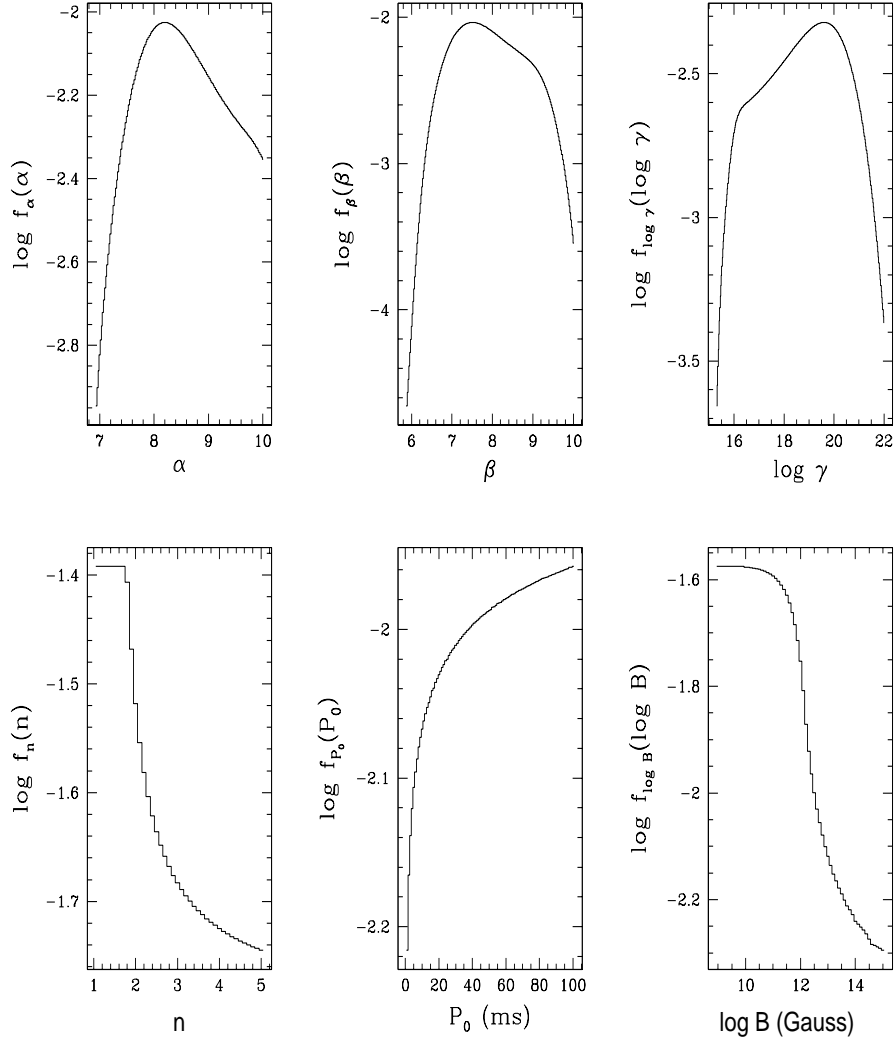 log f_α(α)
-2
-2.2
-2.4
-2.6
-2.8
7 8 9 10
α
log f_β(β)
-2
-3
-4
6 7 8 9 10
β
log f_log γ(log γ)
-2.5
-3
-3.5
16 18 20 22
log γ
log f_n(n)
-1.4
-1.5
-1.6
-1.7
1 2 3 4 5
n
log f_P_0(P_0)
-2
-2.1
-2.2
0 20 40 60 80 100
P_0 (ms)
log f_log B(log B)
-1.6
-1.8
-2
-2.2
10 12 14
log B (Gauss)